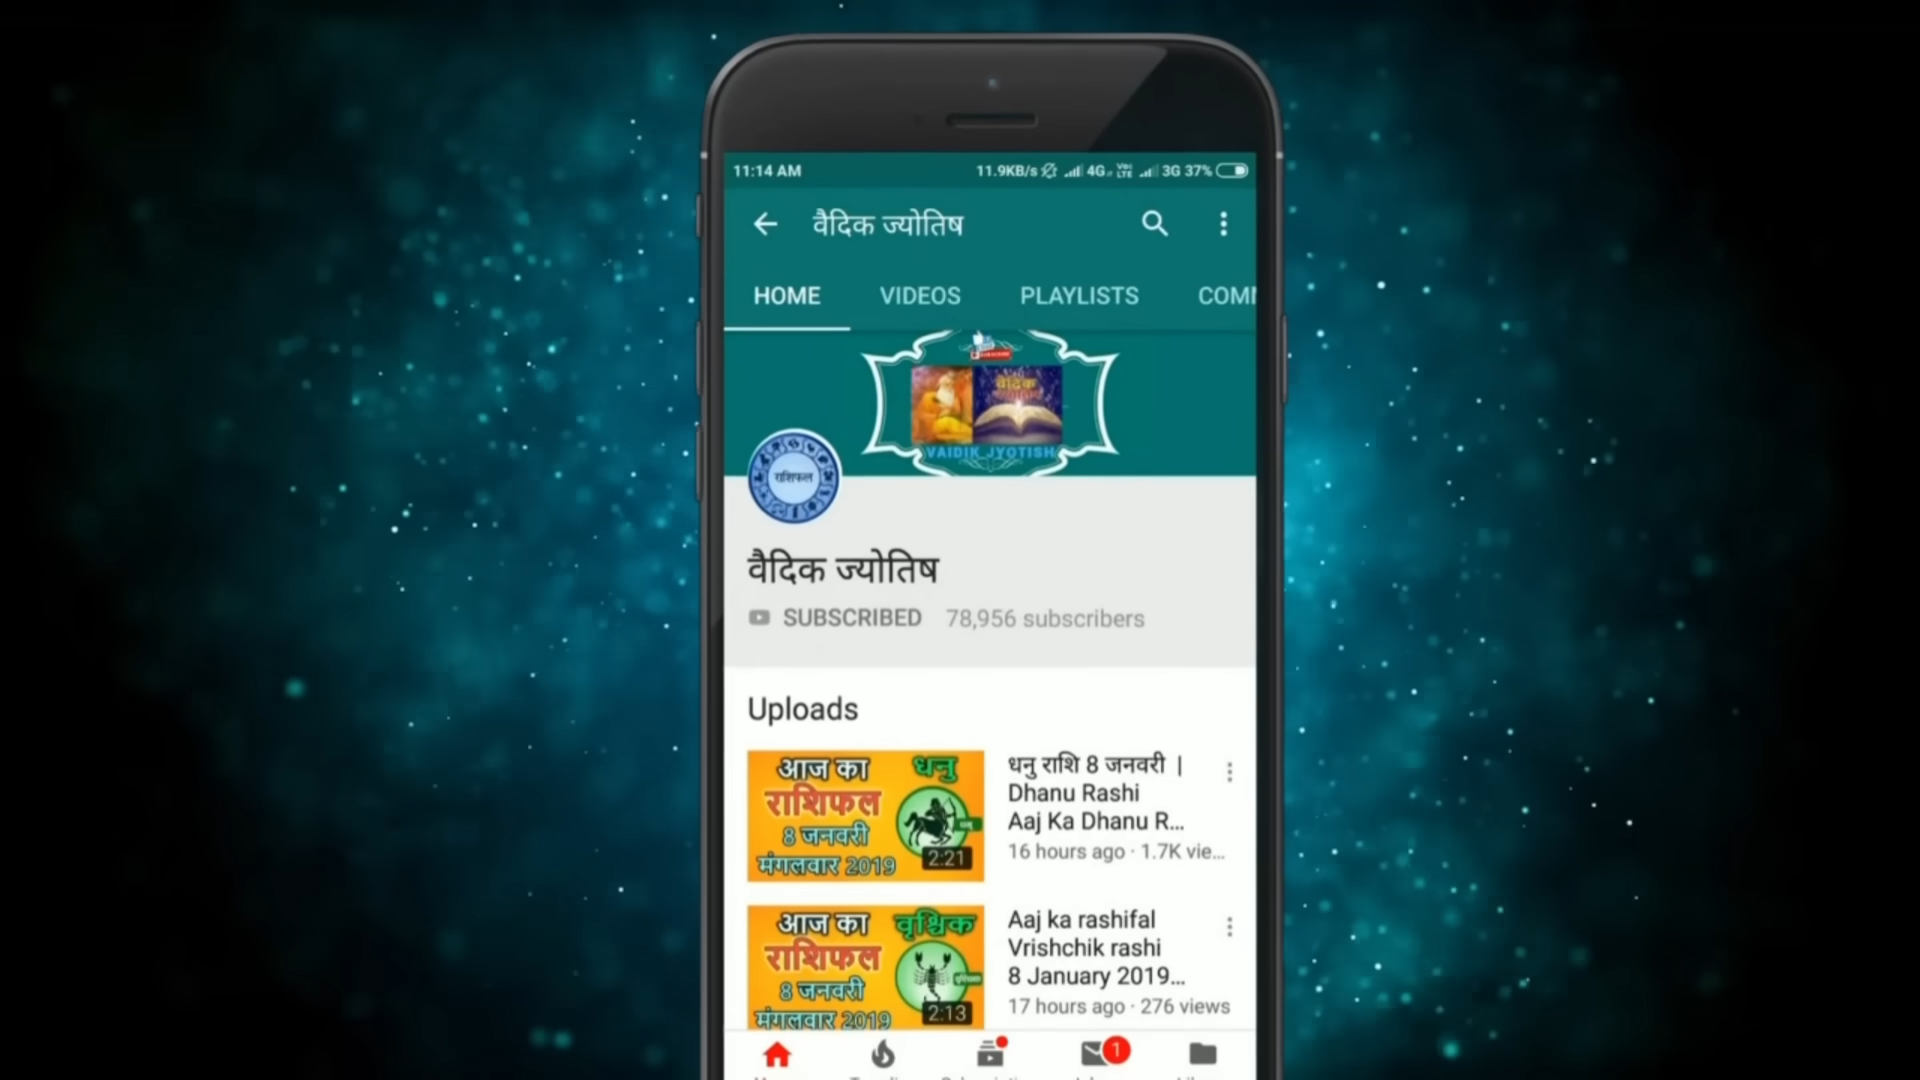 11:14 AM
11.9KB/s 4G VoLTE 3G 37%
वैदिक ज्योतिष
HOME VIDEOS PLAYLISTS COM
वैदिक
VAIDIK JYOTISH
राशिफल
वैदिक ज्योतिष
SUBSCRIBED 78,956 subscribers
Uploads
आज का धनु
राशिफल
8 जनवरी
मंगलवार 2019
2:21
धनु राशि 8 जनवरी |
Dhanu Rashi
Aaj Ka Dhanu R...
16 hours ago · 1.7K vie...
आज का वृश्चिक
राशिफल
8 जनवरी
मंगलवार 2019
2:13
Aaj ka rashifal
Vrishchik rashi
8 January 2019...
17 hours ago · 276 views
1